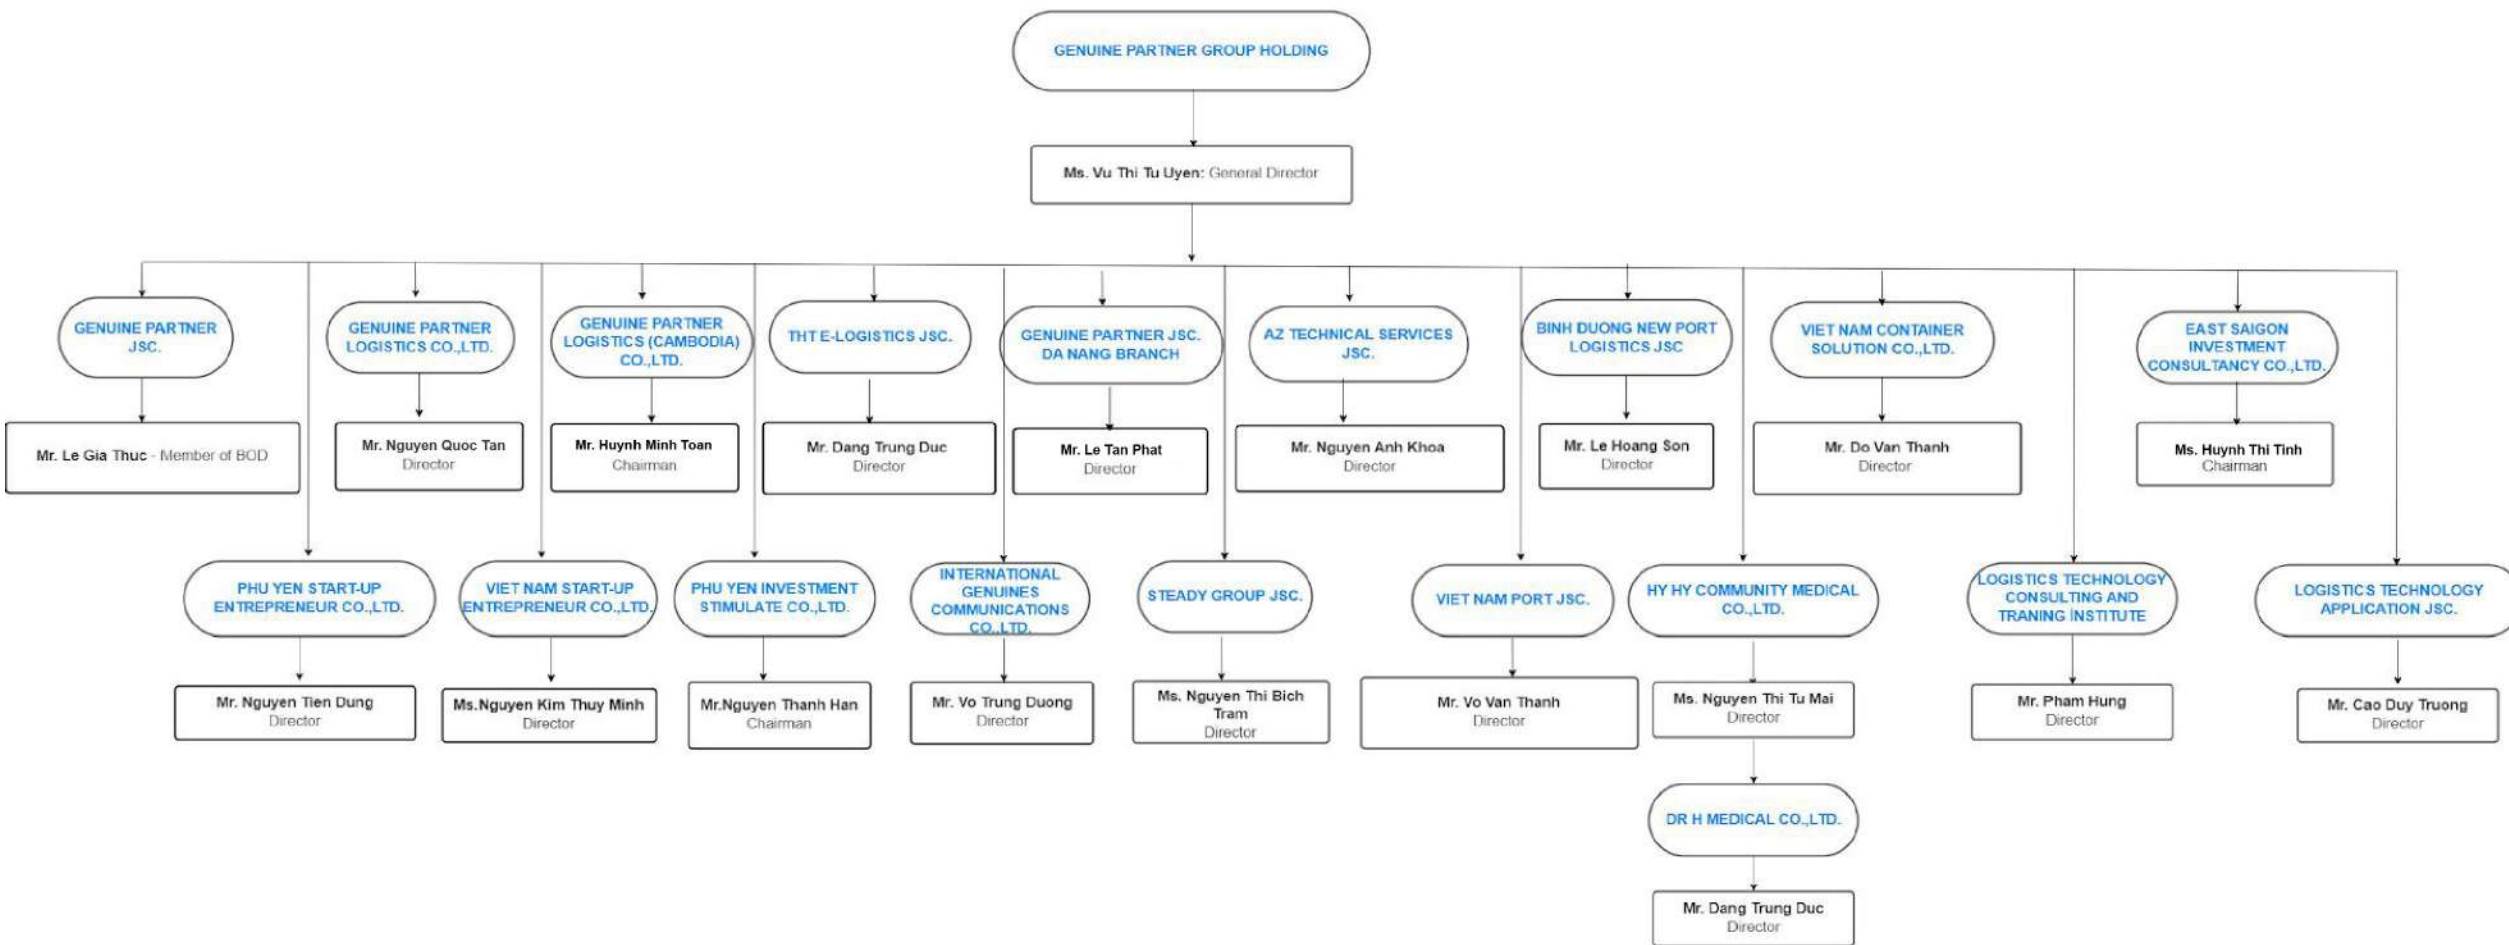 GENUINE PARTNER GROUP HOLDING
Ms. Vu Thi Tu Uyen: General Director
GENUINE PARTNER
JSC.
GENUINE PARTNER
LOGISTICS CO.,LTD.
GENUINE PARTNER
LOGISTICS (CAMBODIA)
CO.,LTD.
THT E-LOGISTICS JSC.
GENUINE PARTNER JSC.
DA NANG BRANCH
AZ TECHNICAL SERVICES
JSC.
BINH DUONG NEW PORT
LOGISTICS JSC
VIET NAM CONTAINER
SOLUTION CO.,LTD.
EAST SAIGON
INVESTMENT
CONSULTANCY CO.,LTD.
Mr. Le Gia Thuc - Member of BOD
Mr. Nguyen Quoc Tan
Director
Mr. Huynh Minh Toan
Chairman
Mr. Dang Trung Duc
Director
Mr. Le Tan Phat
Director
Mr. Nguyen Anh Khoa
Director
Mr. Le Hoang Son
Director
Mr. Do Van Thanh
Director
Ms. Huynh Thi Tinh
Chairman
PHU YEN START-UP
ENTREPRENEUR CO.,LTD.
VIET NAM START-UP
ENTREPRENEUR CO.,LTD.
PHU YEN INVESTMENT
STIMULATE CO.,LTD.
INTERNATIONAL
GENUINES
COMMUNICATIONS
CO.,LTD.
STEADY GROUP JSC.
VIET NAM PORT JSC.
HY HY COMMUNITY MEDICAL
CO.,LTD.
LOGISTICS TECHNOLOGY
CONSULTING AND
TRANING INSTITUTE
LOGISTICS TECHNOLOGY
APPLICATION JSC.
Mr. Nguyen Tien Dung
Director
Ms.Nguyen Kim Thuy Minh
Director
Mr.Nguyen Thanh Han
Chairman
Mr. Vo Trung Duong
Director
Ms. Nguyen Thi Bich
Tram
Director
Mr. Vo Van Thanh
Director
Ms. Nguyen Thi Tu Mai
Director
Mr. Pham Hung
Director
Mr. Cao Duy Truong
Director
DR H MEDICAL CO.,LTD.
Mr. Dang Trung Duc
Director